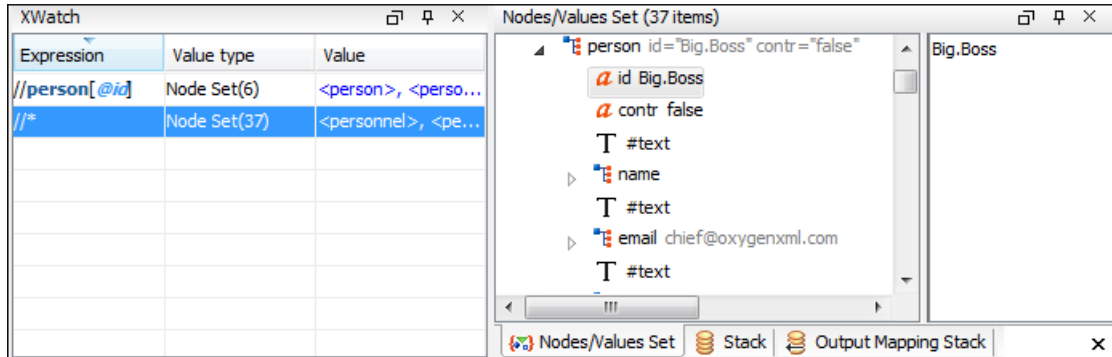 XWatch
Expression Value type Value
//person[@id] Node Set(6) <person>, <perso...
//* Node Set(37) <personnel>, <pe...
Nodes/Values Set (37 items)
person id="Big.Boss" contr="false"
a id Big.Boss
a contr false
T #text
name
T #text
email chief@oxygenxml.com
T #text
Big.Boss
Nodes/Values Set Stack Output Mapping Stack